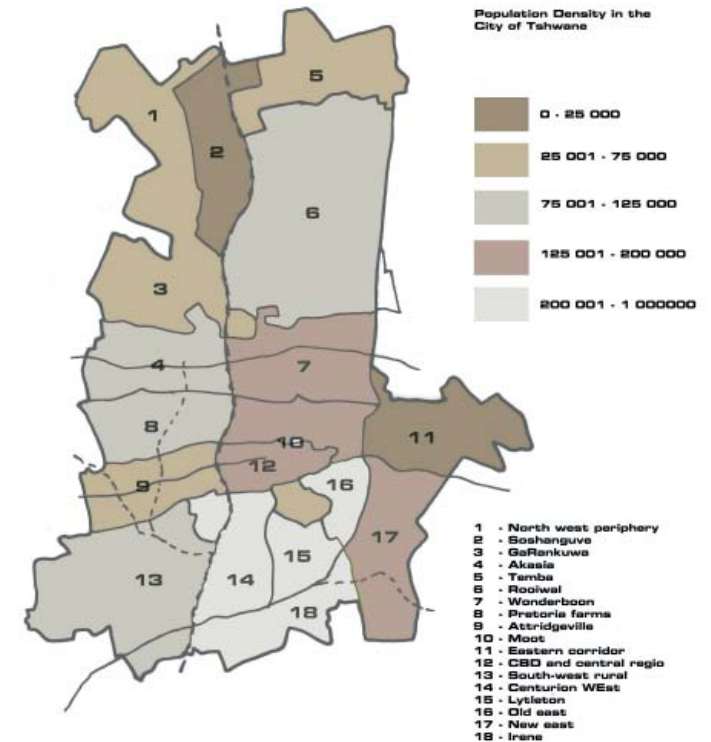 Population Density in the
City of Tshwane
0 - 25 000
25 001 - 75 000
75 001 - 125 000
125 001 - 200 000
200 001 - 1 000000
1
5
2
6
3
4
7
8
11
10
12
9
16
17
15
13
14
18
1 - North west periphery
2 - Soshanguve
3 - GaRankuwa
4 - Akasia
5 - Temba
6 - Rooiwal
7 - Wonderboon
8 - Pretoria farms
9 - Attridgeville
10 - Moot
11 - Eastern corridor
12 - CBD and central regio
13 - South-west rural
14 - Centurion WEst
15 - Lytleton
16 - Old east
17 - New east
18 - Irene